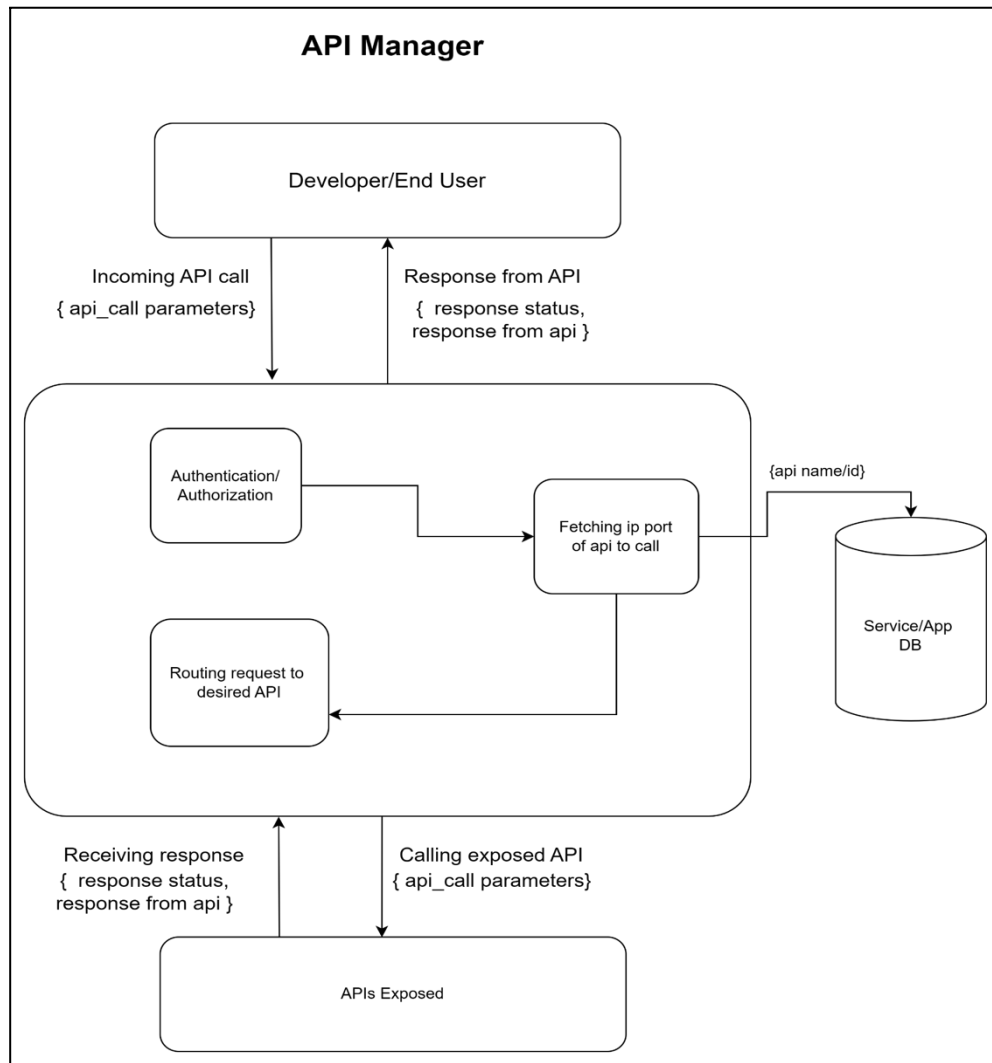 API Manager
Developer/End User
Incoming API call
{ api_call parameters}
Response from API
{ response status,
response from api }
Authentication/
Authorization
Fetching ip port
of api to call
{api name/id}
Service/App
DB
Routing request to
desired API
Receiving response
{ response status,
response from api }
Calling exposed API
{ api_call parameters}
APIs Exposed